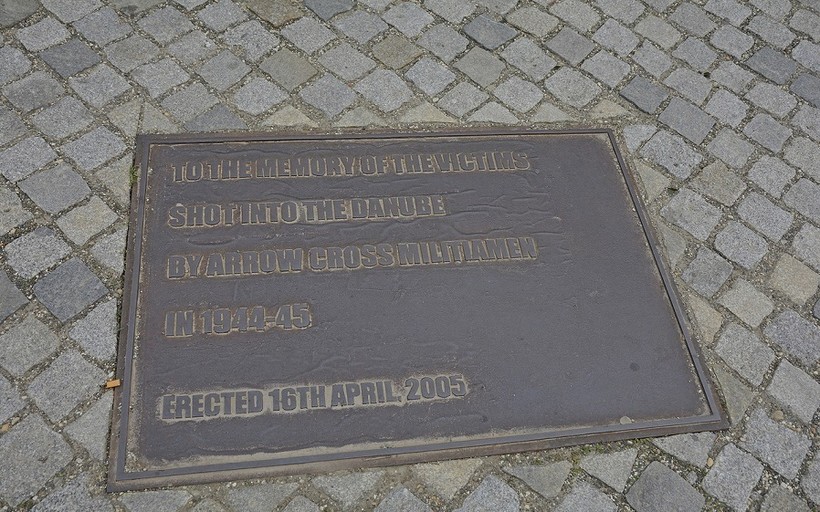 TO THE MEMORY OF THE VICTIMS
SHOT INTO THE DANUBE
BY ARROW CROSS MILITIAMEN
IN 1944-45
ERECTED 16TH APRIL, 2005